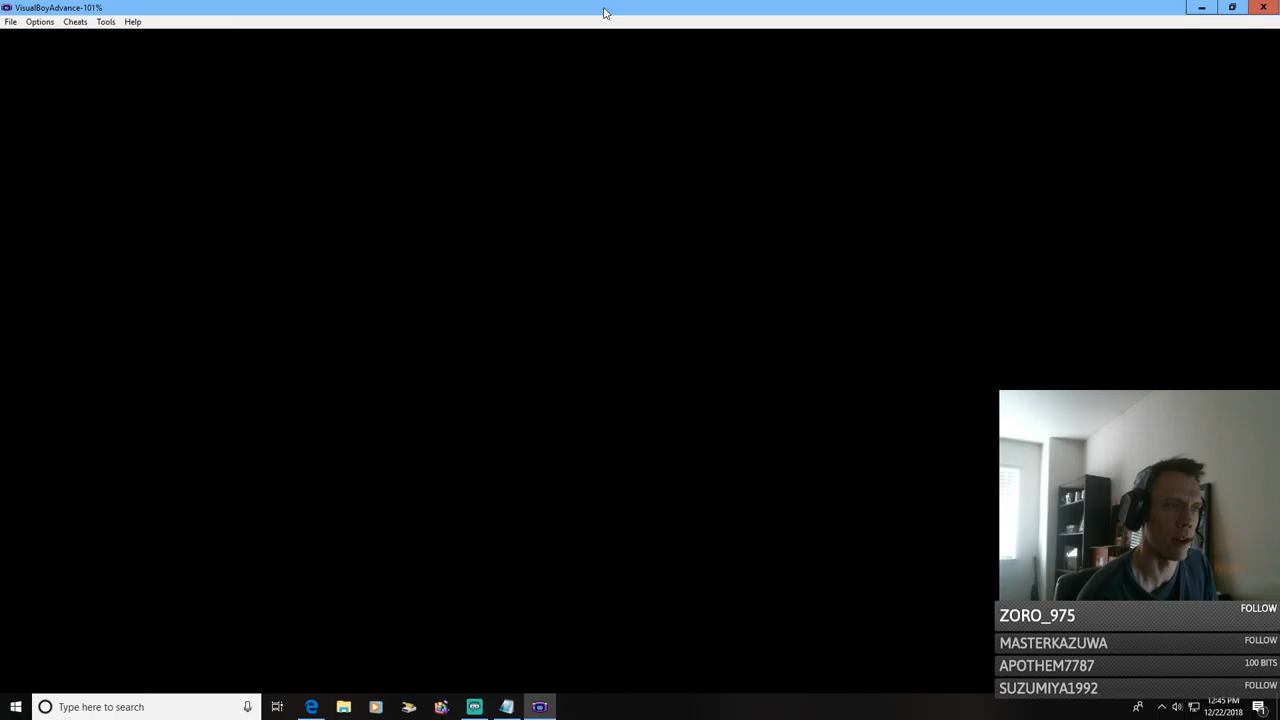 VisualBoyAdvance-101%
File Options Cheats Tools Help
ZORO_975 FOLLOW
MASTERKAZUWA FOLLOW
APOTHEM7787 100 BITS
SUZUMIYA1992 FOLLOW
Type here to search
12:45 PM
12/22/2018
1